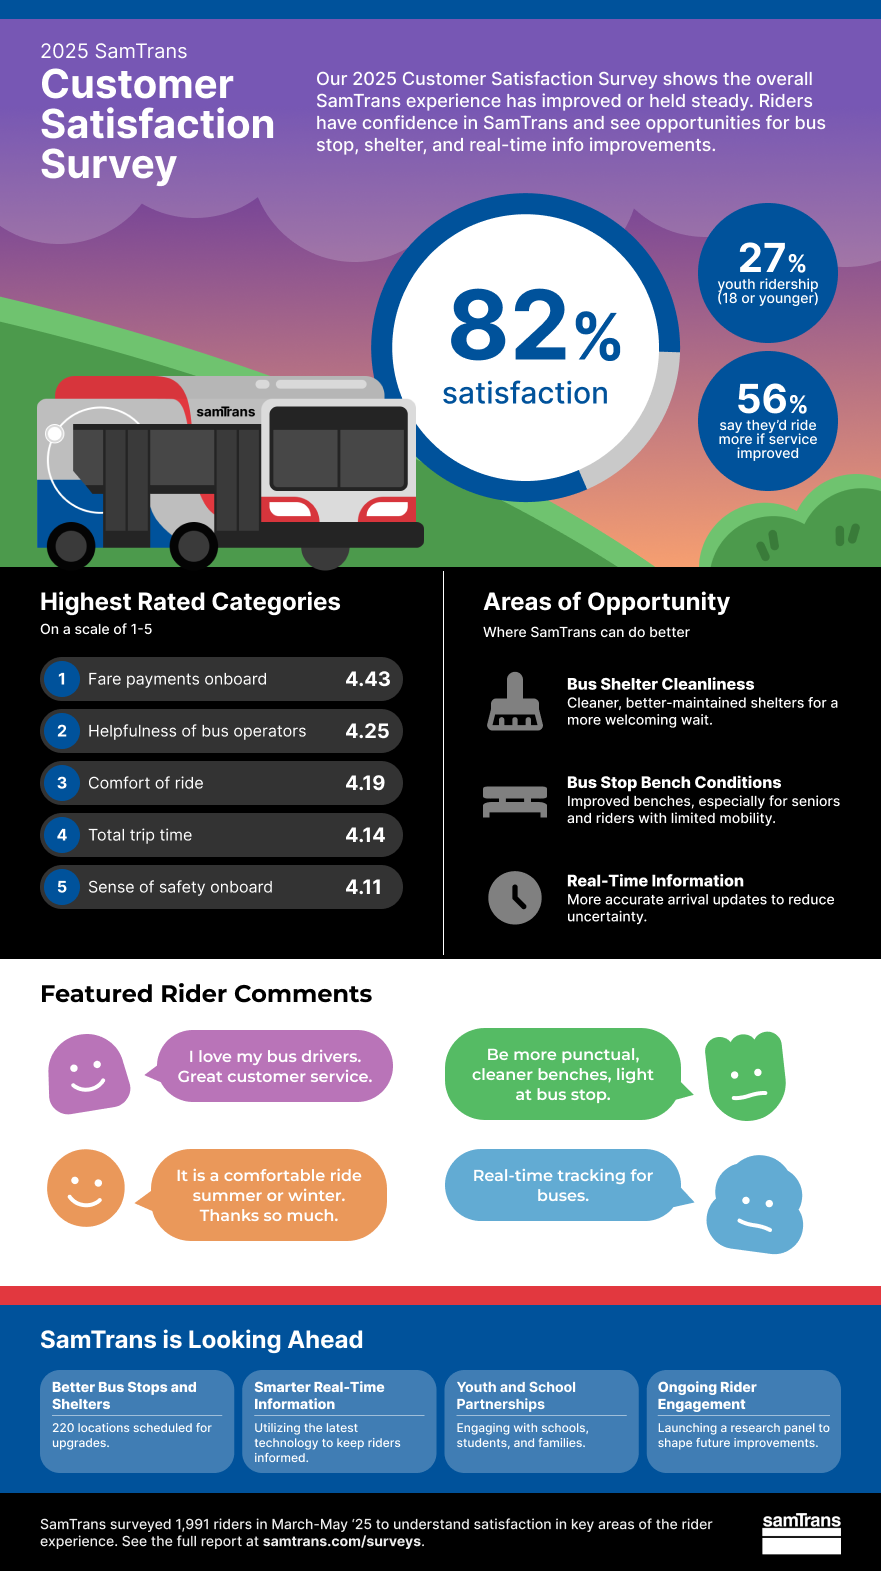 2025 SamTrans
Customer
Satisfaction
Survey
Our 2025 Customer Satisfaction Survey shows the overall
SamTrans experience has improved or held steady. Riders
have confidence in SamTrans and see opportunities for bus
stop, shelter, and real-time info improvements.
82%
satisfaction
27%
youth ridership
(18 or younger)
56%
say they’d ride
more if service
improved
samTrans
Highest Rated Categories
On a scale of 1-5
1 Fare payments onboard 4.43
2 Helpfulness of bus operators 4.25
3 Comfort of ride 4.19
4 Total trip time 4.14
5 Sense of safety onboard 4.11
Areas of Opportunity
Where SamTrans can do better
Bus Shelter Cleanliness
Cleaner, better-maintained shelters for a
more welcoming wait.
Bus Stop Bench Conditions
Improved benches, especially for seniors
and riders with limited mobility.
Real-Time Information
More accurate arrival updates to reduce
uncertainty.
Featured Rider Comments
I love my bus drivers.
Great customer service.
Be more punctual,
cleaner benches, light
at bus stop.
It is a comfortable ride
summer or winter.
Thanks so much.
Real-time tracking for
buses.
SamTrans is Looking Ahead
Better Bus Stops and
Shelters
220 locations scheduled for
upgrades.
Smarter Real-Time
Information
Utilizing the latest
technology to keep riders
informed.
Youth and School
Partnerships
Engaging with schools,
students, and families.
Ongoing Rider
Engagement
Launching a research panel to
shape future improvements.
SamTrans surveyed 1,991 riders in March-May ‘25 to understand satisfaction in key areas of the rider
experience. See the full report at samtrans.com/surveys.
samTrans